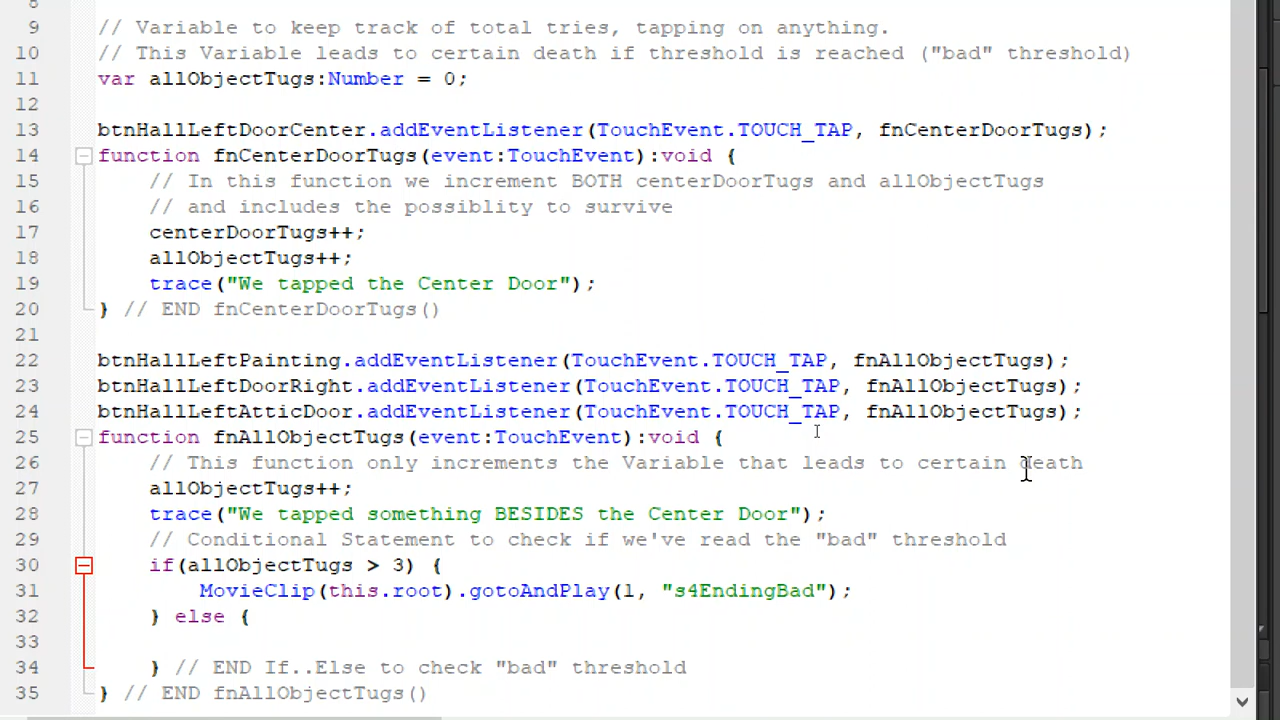 8
9 // Variable to keep track of total tries, tapping on anything.
10 // This Variable leads to certain death if threshold is reached ("bad" threshold)
11 var allObjectTugs:Number = 0;
12
13 btnHallLeftDoorCenter.addEventListener(TouchEvent.TOUCH_TAP, fnCenterDoorTugs);
14 function fnCenterDoorTugs(event:TouchEvent):void {
15 // In this function we increment BOTH centerDoorTugs and allObjectTugs
16 // and includes the possiblity to survive
17 centerDoorTugs++;
18 allObjectTugs++;
19 trace("We tapped the Center Door");
20 } // END fnCenterDoorTugs()
21
22 btnHallLeftPainting.addEventListener(TouchEvent.TOUCH_TAP, fnAllObjectTugs);
23 btnHallLeftDoorRight.addEventListener(TouchEvent.TOUCH_TAP, fnAllObjectTugs);
24 btnHallLeftAtticDoor.addEventListener(TouchEvent.TOUCH_TAP, fnAllObjectTugs);
25 function fnAllObjectTugs(event:TouchEvent):void {
26 // This function only increments the Variable that leads to certain death
27 allObjectTugs++;
28 trace("We tapped something BESIDES the Center Door");
29 // Conditional Statement to check if we've read the "bad" threshold
30 if(allObjectTugs > 3) {
31 MovieClip(this.root).gotoAndPlay(1, "s4EndingBad");
32 } else {
33
34 } // END If..Else to check "bad" threshold
35 } // END fnAllObjectTugs()